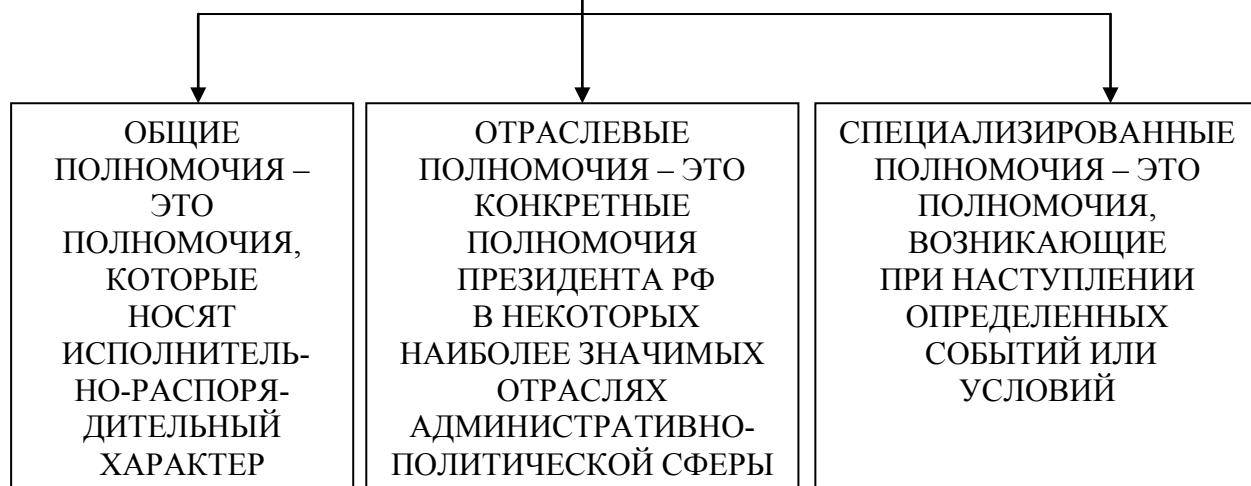 ОБЩИЕ
ПОЛНОМОЧИЯ –
ЭТО
ПОЛНОМОЧИЯ,
КОТОРЫЕ
НОСЯТ
ИСПОЛНИТЕЛЬ-
НО-РАСПОРЯ-
ДИТЕЛЬНЫЙ
ХАРАКТЕР
ОТРАСЛЕВЫЕ
ПОЛНОМОЧИЯ – ЭТО
КОНКРЕТНЫЕ
ПОЛНОМОЧИЯ
ПРЕЗИДЕНТА РФ
В НЕКОТОРЫХ
НАИБОЛЕЕ ЗНАЧИМЫХ
ОТРАСЛЯХ
АДМИНИСТРАТИВНО-
ПОЛИТИЧЕСКОЙ СФЕРЫ
СПЕЦИАЛИЗИРОВАННЫЕ
ПОЛНОМОЧИЯ – ЭТО
ПОЛНОМОЧИЯ,
ВОЗНИКАЮЩИЕ
ПРИ НАСТУПЛЕНИИ
ОПРЕДЕЛЕННЫХ
СОБЫТИЙ ИЛИ
УСЛОВИЙ